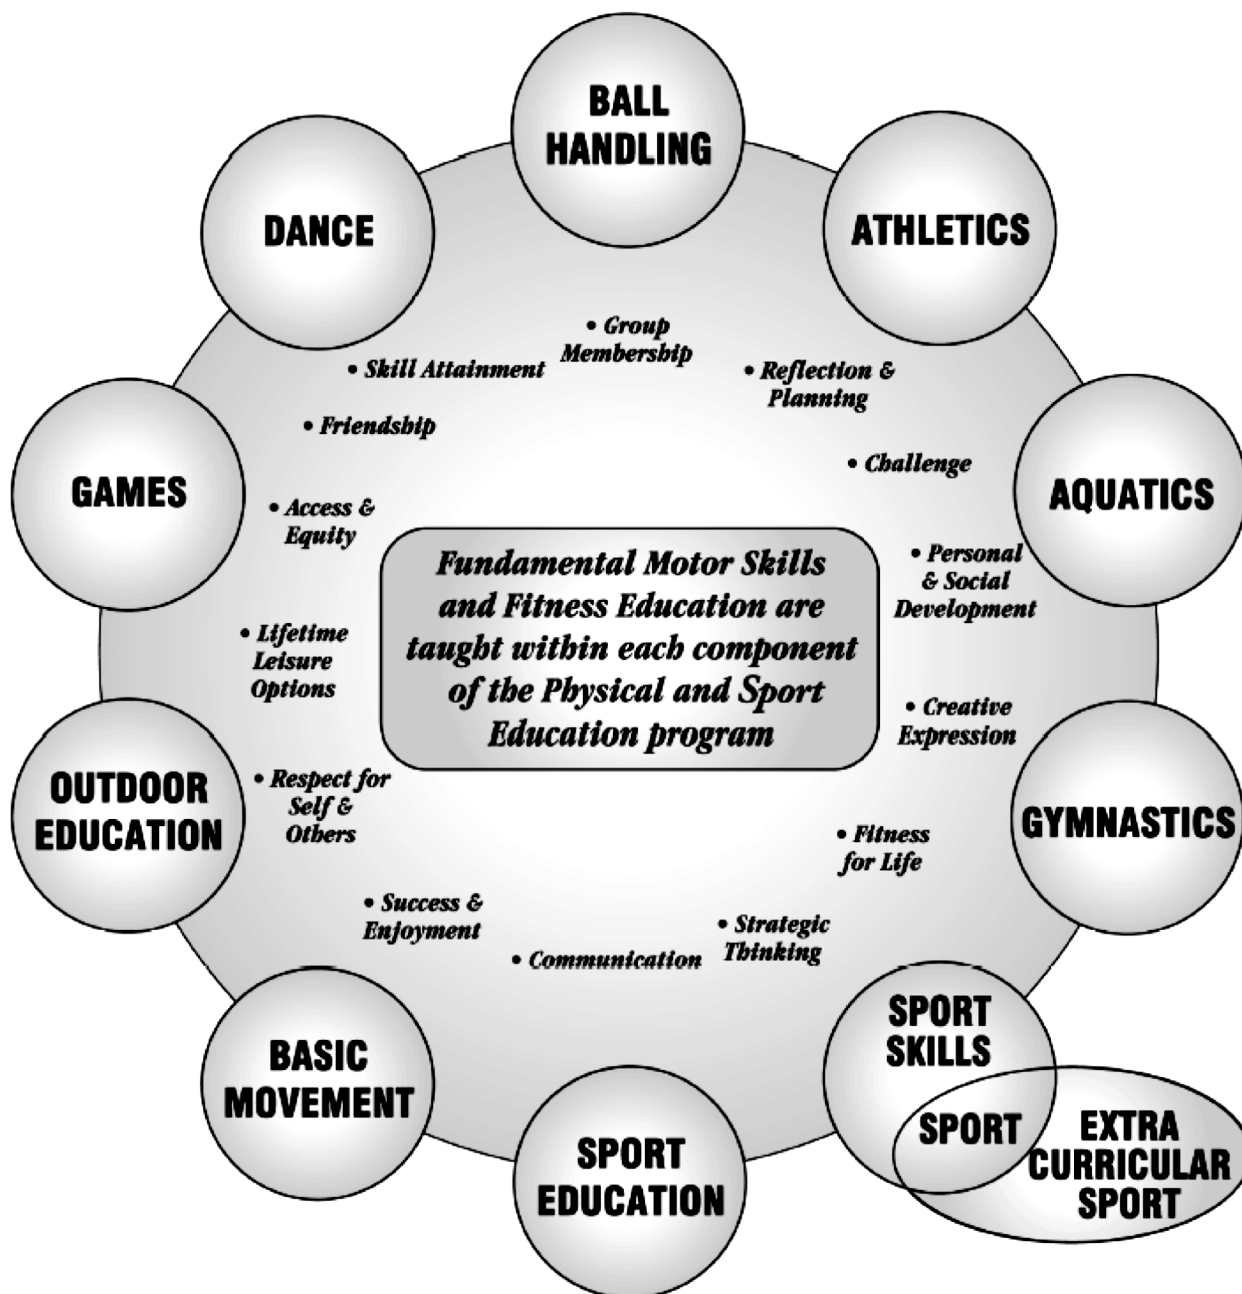 BALL
HANDLING
DANCE
ATHLETICS
• Group
Membership
• Skill Attainment
• Reflection &
Planning
• Friendship
• Challenge
GAMES
AQUATICS
• Access &
Equity
• Personal
& Social
Development
Fundamental Motor Skills
and Fitness Education are
taught within each component
of the Physical and Sport
Education program
• Lifetime
Leisure
Options
• Creative
Expression
OUTDOOR
EDUCATION
• Respect for
Self &
Others
GYMNASTICS
• Fitness
for Life
• Success &
Enjoyment
• Strategic
Thinking
• Communication
BASIC
MOVEMENT
SPORT
SKILLS
SPORT
EXTRA
CURRICULAR
SPORT
SPORT
EDUCATION